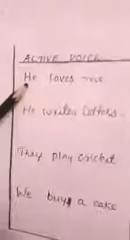 ACTIVE VOICE
He loves me
He writes letters.
They play cricket
We buy a cake